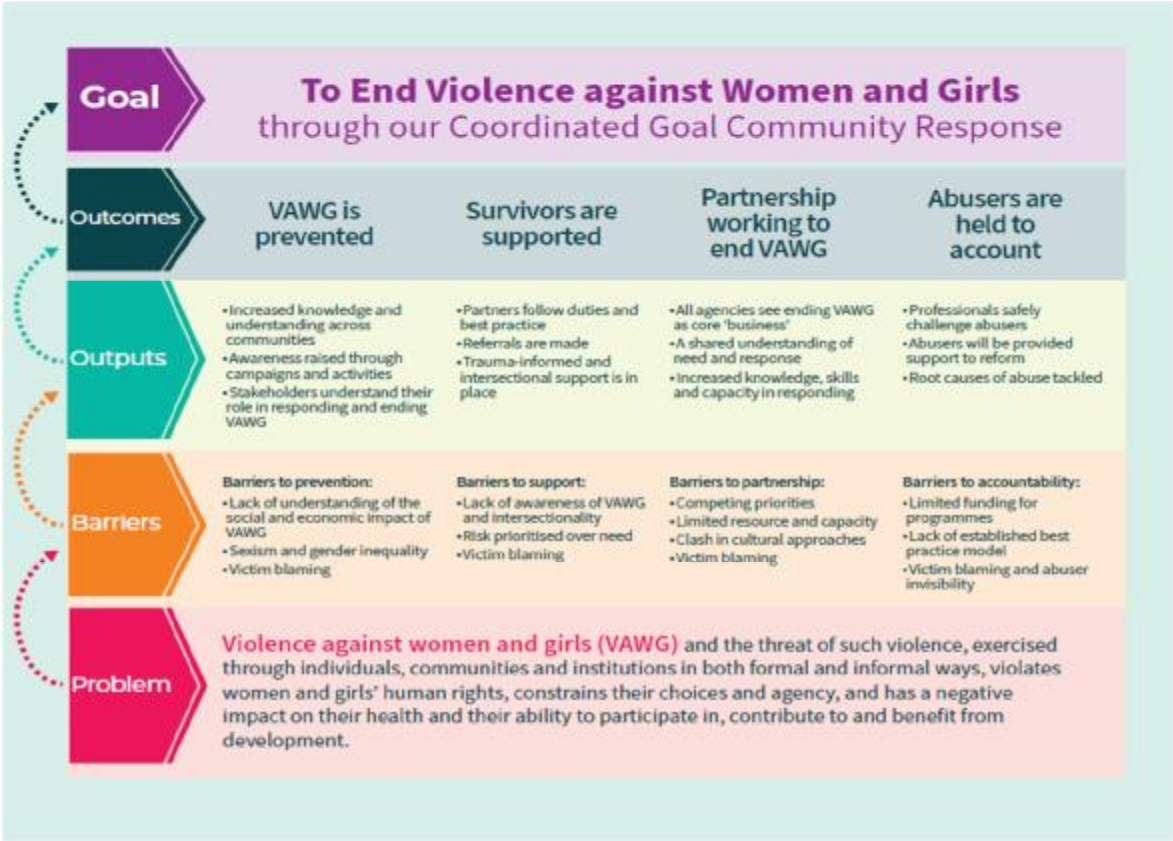 Goal
To End Violence against Women and Girls
through our Coordinated Goal Community Response
Outcomes
VAWG is
prevented
Survivors are
supported
Partnership
working to
end VAWG
Abusers are
held to
account
Outputs
•Increased knowledge and
understanding across
communities
•Awareness raised through
campaigns and activities
•Stakeholders understand their
role in responding and ending
VAWG
•Partners follow duties and
best practice
•Referrals are made
•Trauma-informed and
intersectional support is in
place
•All agencies see ending VAWG
as core 'business'
•A shared understanding of
need and response
•Increased knowledge, skills
and capacity in responding
•Professionals safely
challenge abusers
•Abusers will be provided
support to reform
•Root causes of abuse tackled
Barriers
Barriers to prevention:
•Lack of understanding of the
social and economic impact of
VAWG
•Sexism and gender inequality
•Victim blaming
Barriers to support:
•Lack of awareness of VAWG
and intersectionality
•Risk prioritised over need
•Victim blaming
Barriers to partnership:
•Competing priorities
•Limited resource and capacity
•Clash in cultural approaches
•Victim blaming
Barriers to accountability:
•Limited funding for
programmes
•Lack of established best
practice model
•Victim blaming and abuser
invisibility
Problem
Violence against women and girls (VAWG) and the threat of such violence, exercised
through individuals, communities and institutions in both formal and informal ways, violates
women and girls' human rights, constrains their choices and agency, and has a negative
impact on their health and their ability to participate in, contribute to and benefit from
development.